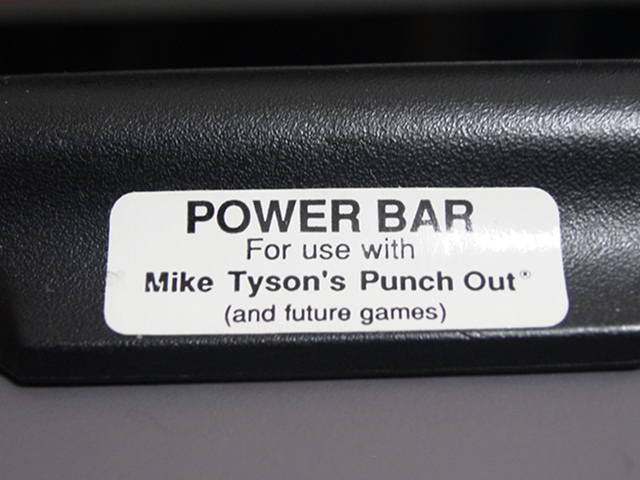 POWER BAR
For use with
Mike Tyson's Punch Out®
(and future games)